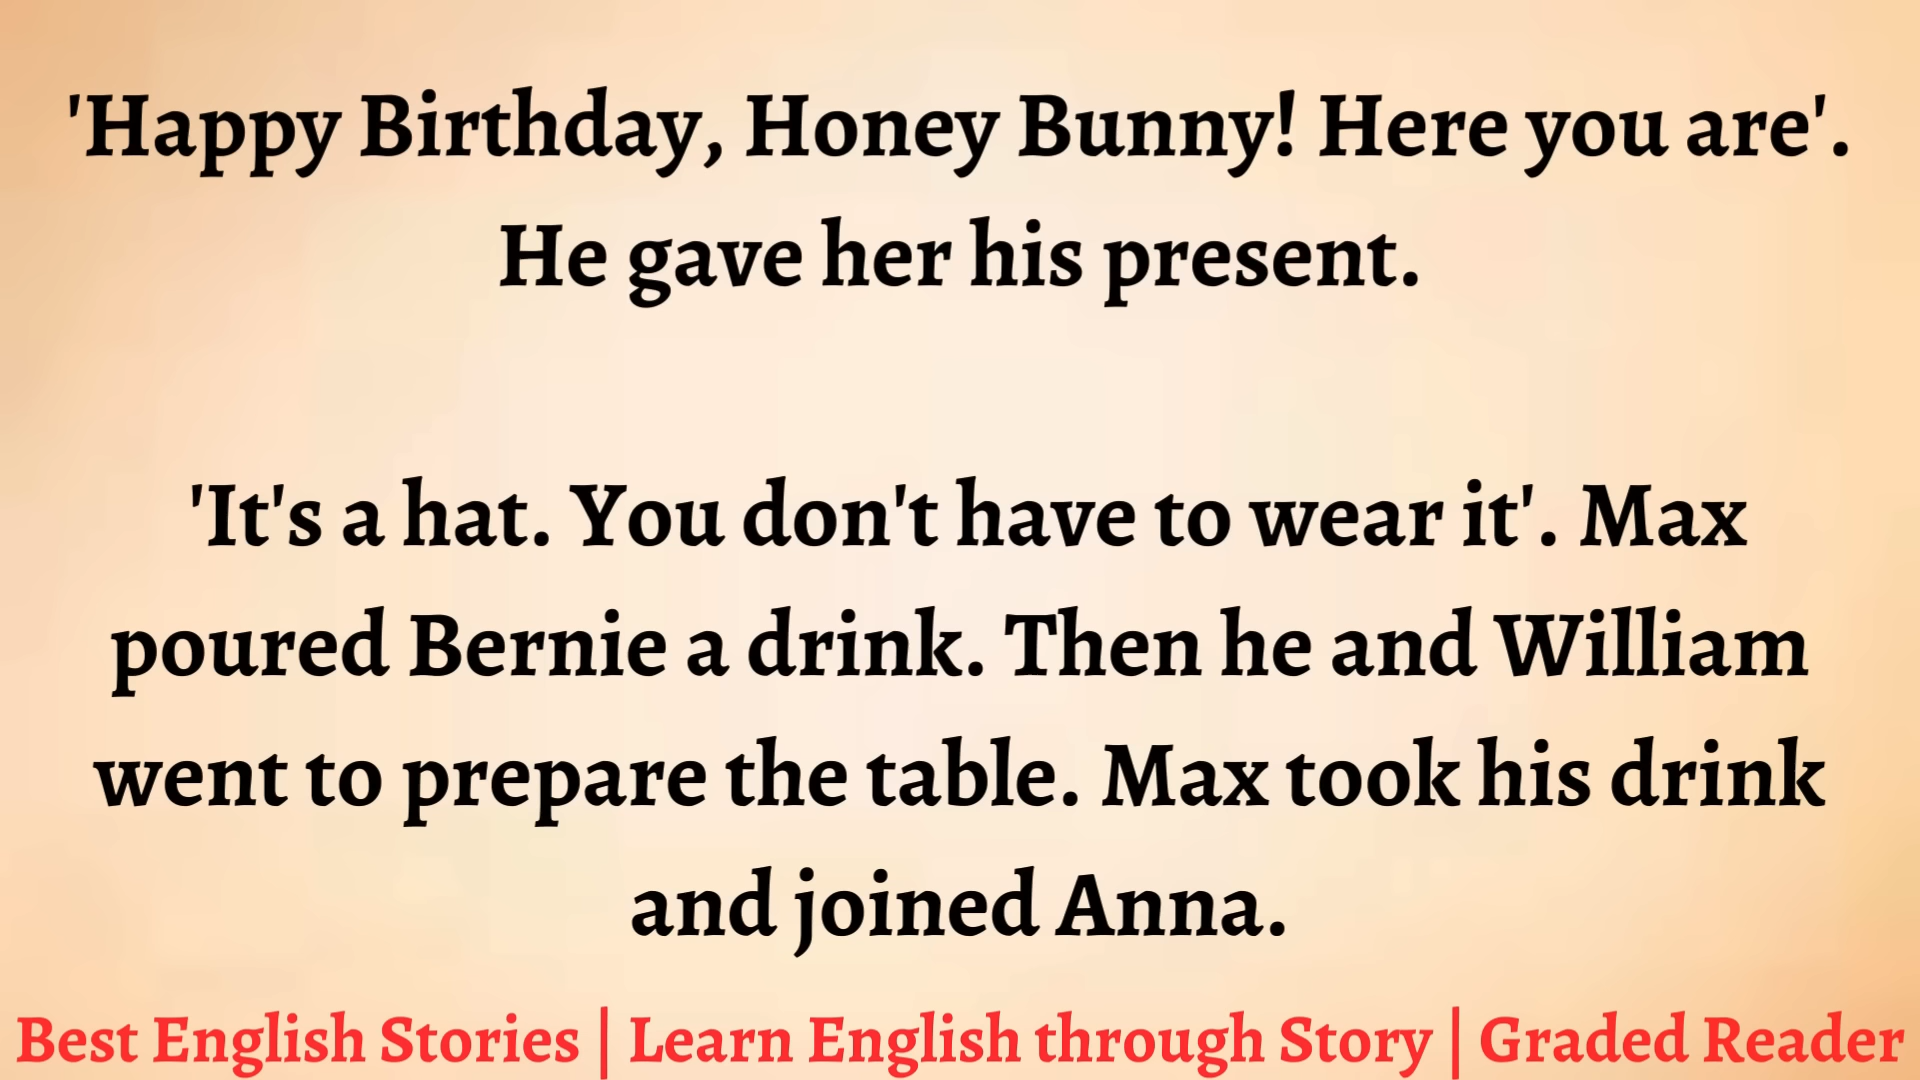 'Happy Birthday, Honey Bunny! Here you are'.
He gave her his present.
'It's a hat. You don't have to wear it'. Max
poured Bernie a drink. Then he and William
went to prepare the table. Max took his drink
and joined Anna.
Best English Stories | Learn English through Story | Graded Reader